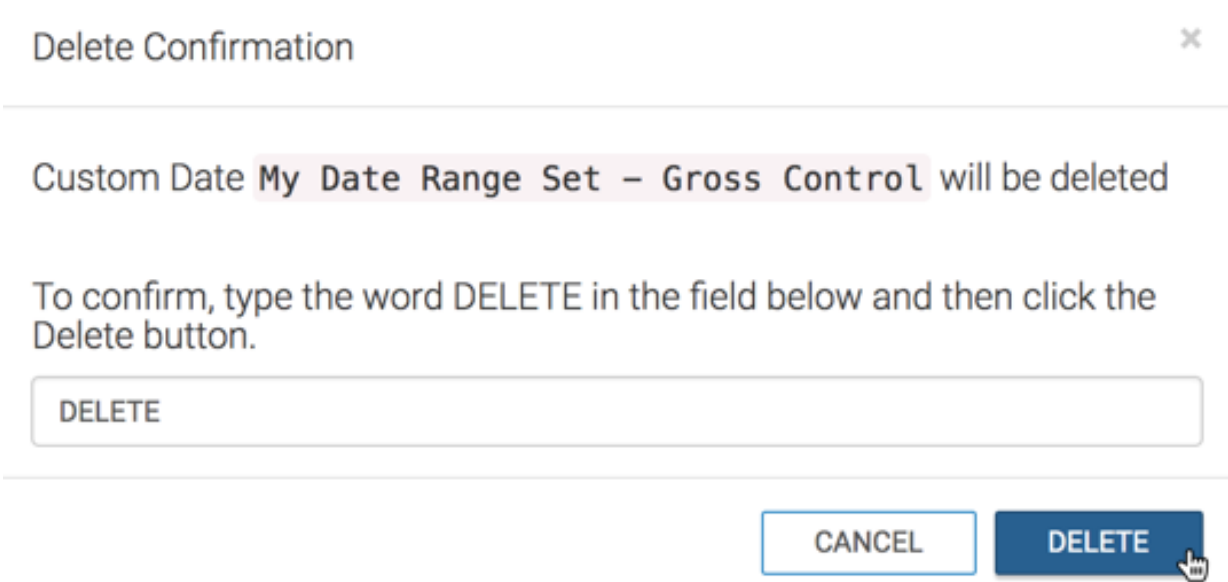 Delete Confirmation ×
Custom Date My Date Range Set – Gross Control will be deleted
To confirm, type the word DELETE in the field below and then click the
Delete button.
DELETE
CANCEL DELETE